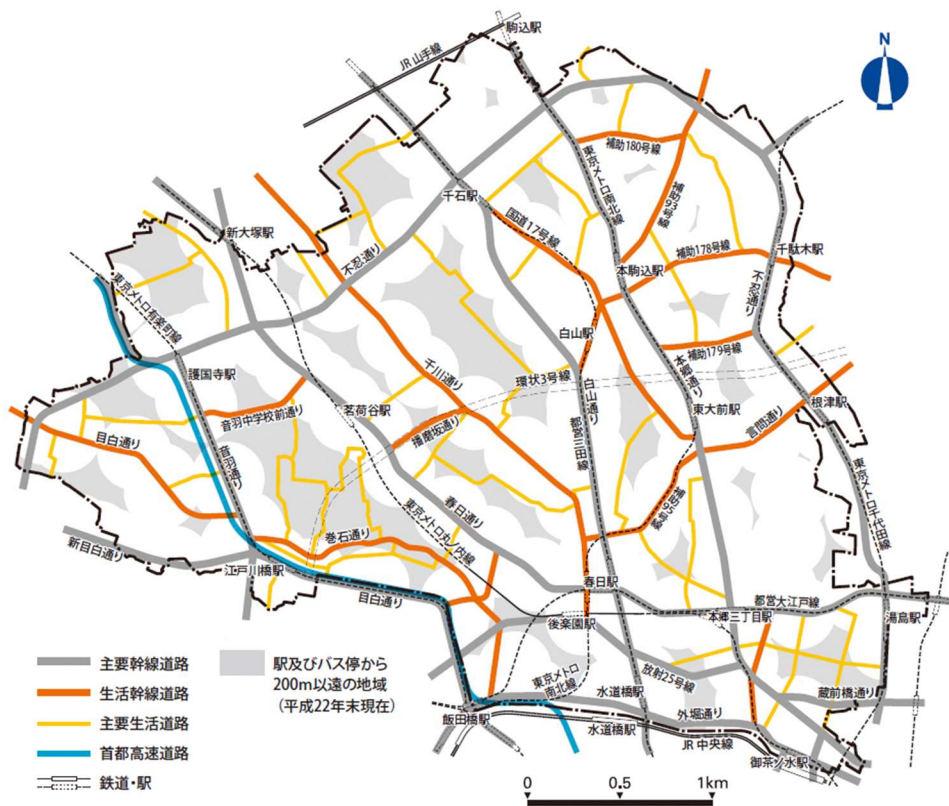 駒込駅
JR 山手線
N
補助180号線
東京メトロ南北線
千石駅
国道17号線
補助93号線
新大塚駅
不忍通り
補助178号線
千駄木駅
本駒込駅
東京メトロ有楽町線
不忍通り
白山駅
補助179号線
護国寺駅
千川通り
環状3号線
白山通り
本郷通り
茗荷谷駅
東大前駅
根津駅
音羽中学校前通り
播磨坂通り
都営三田線
言問通り
目白通り
音羽通り
春日通り
補助95号線
東京メトロ千代田線
東京メトロ丸ノ内線
巻石通り
新目白通り
江戸川橋駅
目白通り
春日駅
都営大江戸線
本郷三丁目駅
湯島駅
後楽園駅
放射25号線
東京メトロ
南北線
水道橋駅
蔵前橋通り
外堀通り
飯田橋駅
水道橋駅
JR 中央線
御茶ノ水駅
主要幹線道路
生活幹線道路
主要生活道路
首都高速道路
鉄道・駅
駅及びバス停から
200m以遠の地域
(平成22年末現在)
0 0.5 1km